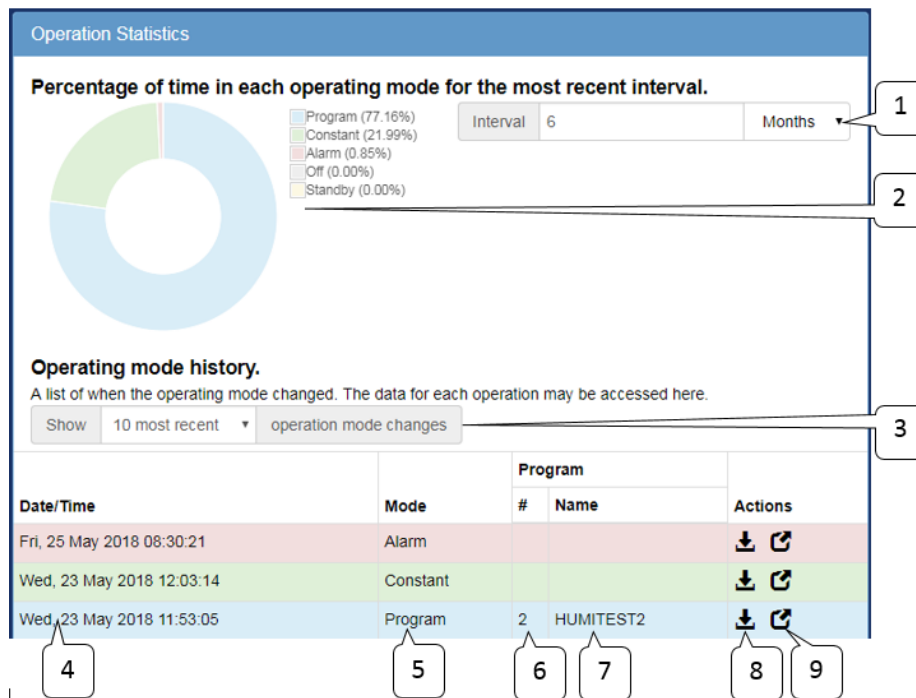 Operation Statistics
Percentage of time in each operating mode for the most recent interval.
Program (77.16%)
Constant (21.99%)
Alarm (0.85%)
Off (0.00%)
Standby (0.00%)
Interval 6 Months
1
2
Operating mode history.
A list of when the operating mode changed. The data for each operation may be accessed here.
Show 10 most recent operation mode changes
3
Program
Date/Time Mode # Name Actions
Fri, 25 May 2018 08:30:21 Alarm
Wed, 23 May 2018 12:03:14 Constant
Wed, 23 May 2018 11:53:05 Program 2 HUMITEST2
4 5 6 7 8 9